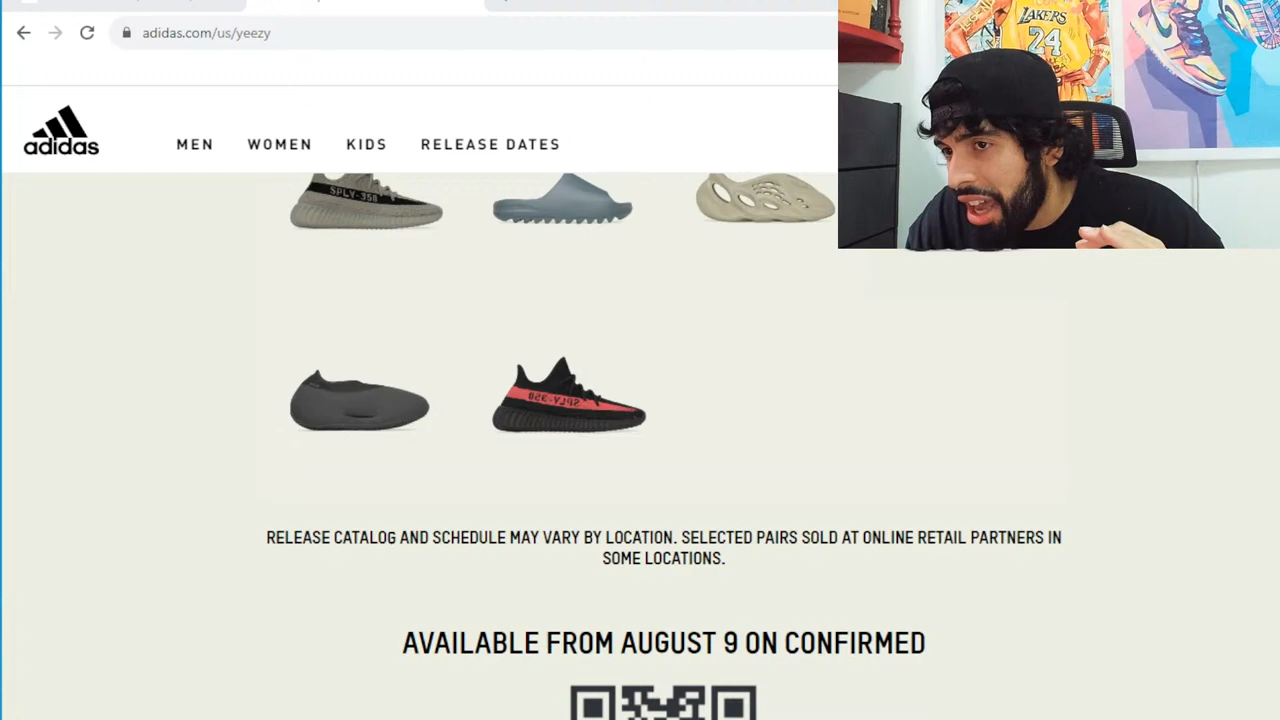 adidas.com/us/yeezy
LAKERS
24
adidas
MEN WOMEN KIDS RELEASE DATES
SPLY-350
SPLY-350
RELEASE CATALOG AND SCHEDULE MAY VARY BY LOCATION. SELECTED PAIRS SOLD AT ONLINE RETAIL PARTNERS IN
SOME LOCATIONS.
AVAILABLE FROM AUGUST 9 ON CONFIRMED